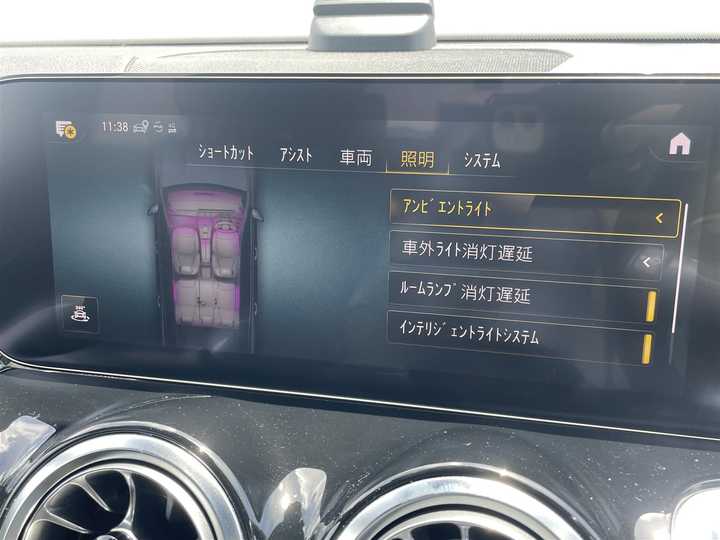 11:38
4G
ショートカット アシスト 車両 照明 システム
アンビエントライト
車外ライト消灯遅延
ルームランプ消灯遅延
インテリジェントライトシステム
360°